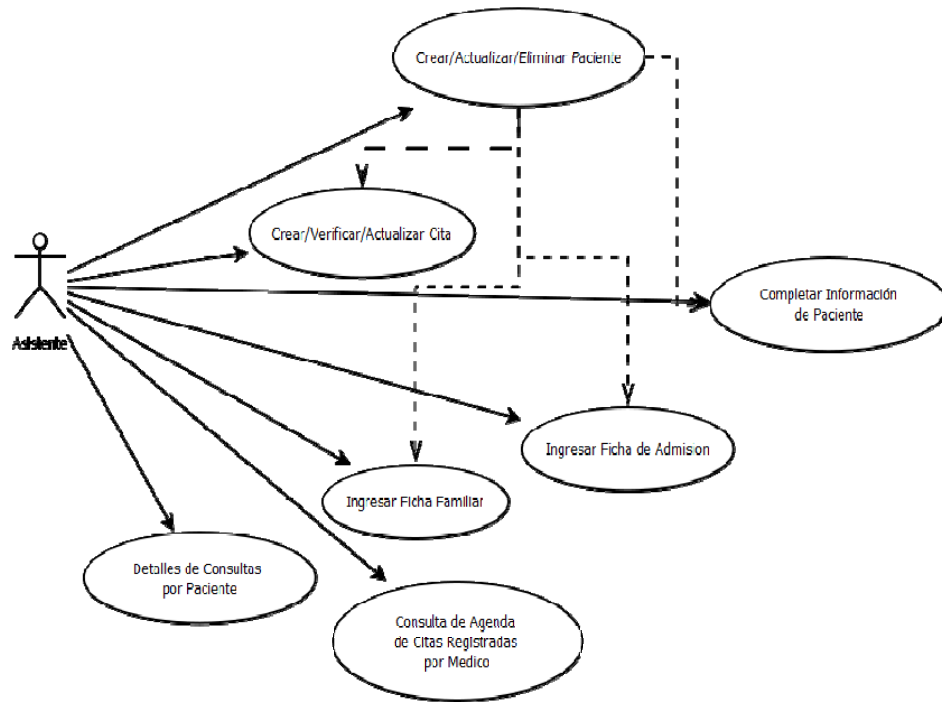 Crear/Actualizar/Eliminar Paciente
Crear/Verificar/Actualizar Cita
Asistente
Completar Información
de Paciente
Ingresar Ficha de Admision
Ingresar Ficha Familiar
Detalles de Consultas
por Paciente
Consulta de Agenda
de Citas Registradas
por Medico